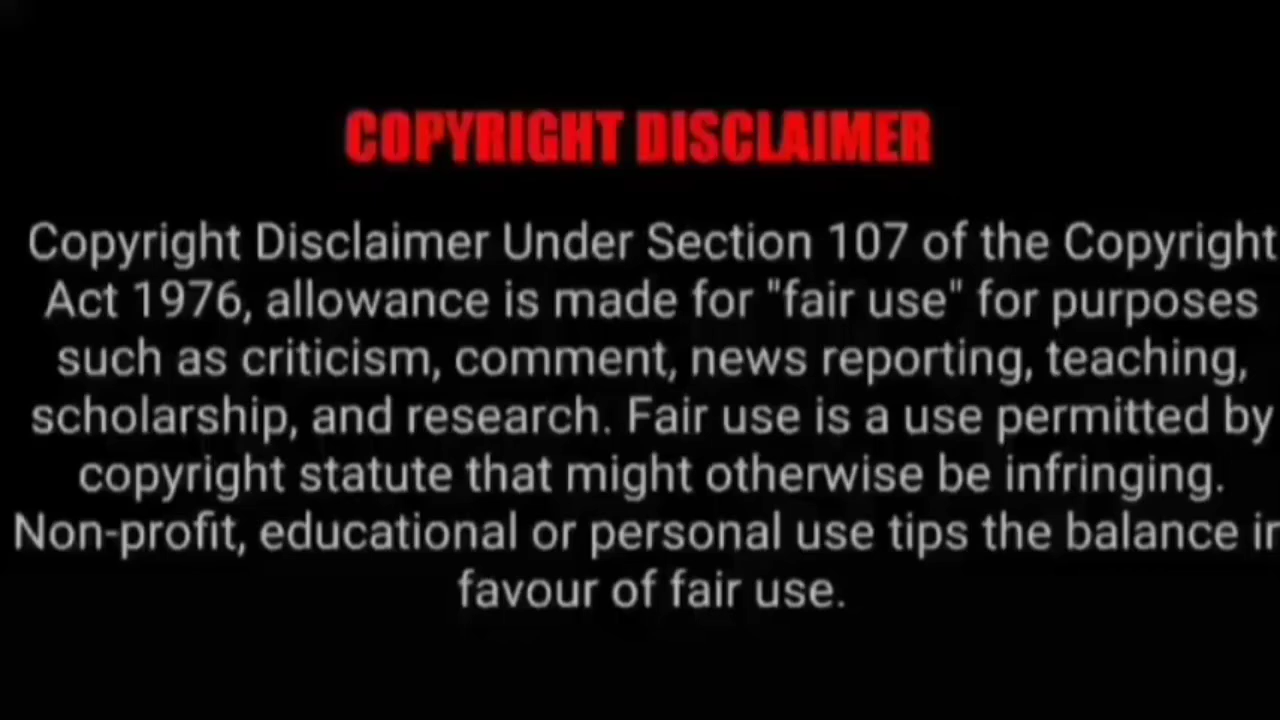 COPYRIGHT DISCLAIMER
Copyright Disclaimer Under Section 107 of the Copyright
Act 1976, allowance is made for "fair use" for purposes
such as criticism, comment, news reporting, teaching,
scholarship, and research. Fair use is a use permitted by
copyright statute that might otherwise be infringing.
Non-profit, educational or personal use tips the balance in
favour of fair use.